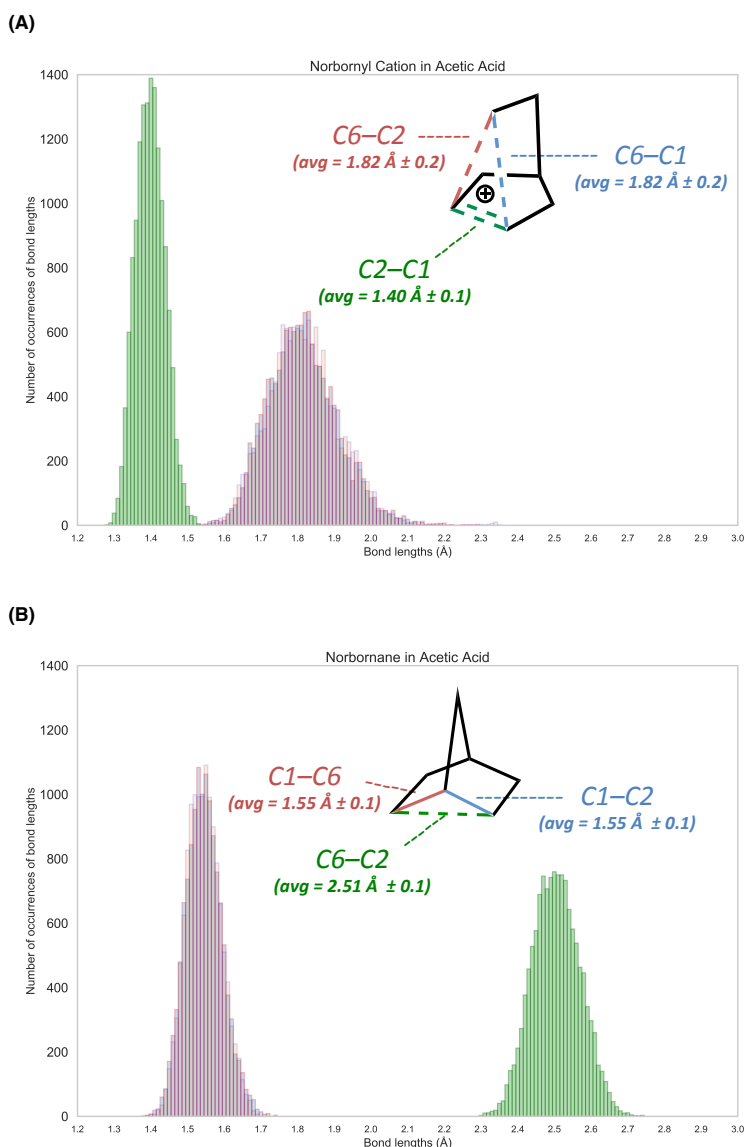 (A)
Norbornyl Cation in Acetic Acid
1400
1200
1000
800
600
400
200
0
Number of occurrences of bond lengths
C6–C2
(avg = 1.82 Å ± 0.2)
C6–C1
(avg = 1.82 Å ± 0.2)
C2–C1
(avg = 1.40 Å ± 0.1)
1.2 1.3 1.4 1.5 1.6 1.7 1.8 1.9 2.0 2.1 2.2 2.3 2.4 2.5 2.6 2.7 2.8 2.9 3.0
Bond lengths (Å)
(B)
Norbornane in Acetic Acid
1400
1200
1000
800
600
400
200
0
Number of occurrences of bond lengths
C1–C6
(avg = 1.55 Å ± 0.1)
C1–C2
(avg = 1.55 Å ± 0.1)
C6–C2
(avg = 2.51 Å ± 0.1)
1.2 1.3 1.4 1.5 1.6 1.7 1.8 1.9 2.0 2.1 2.2 2.3 2.4 2.5 2.6 2.7 2.8 2.9 3.0
Bond lengths (Å)